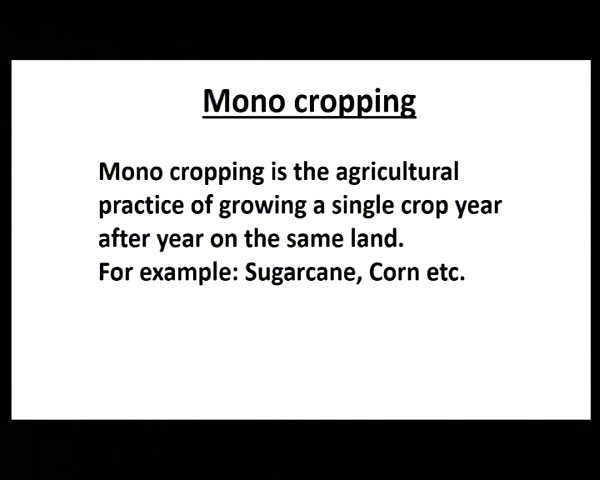 Mono cropping
Mono cropping is the agricultural
practice of growing a single crop year
after year on the same land.
For example: Sugarcane, Corn etc.